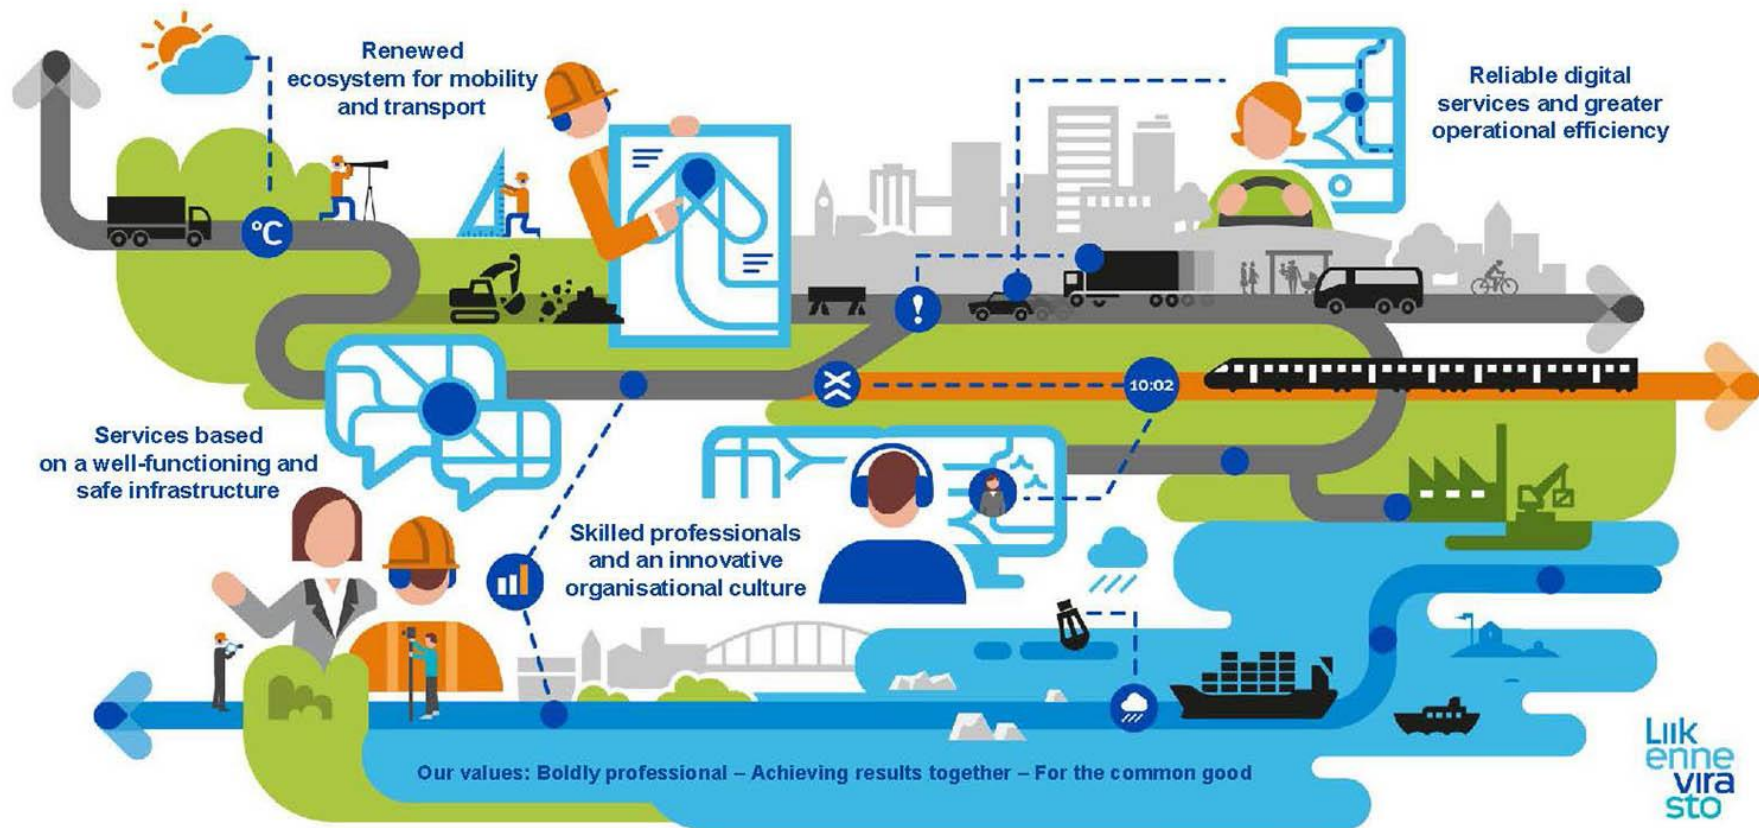 Renewed
ecosystem for mobility
and transport
Reliable digital
services and greater
operational efficiency
°C
!
10:02
Services based
on a well-functioning and
safe infrastructure
Skilled professionals
and an innovative
organisational culture
Our values: Boldly professional – Achieving results together – For the common good
Liik
enne
vira
sto